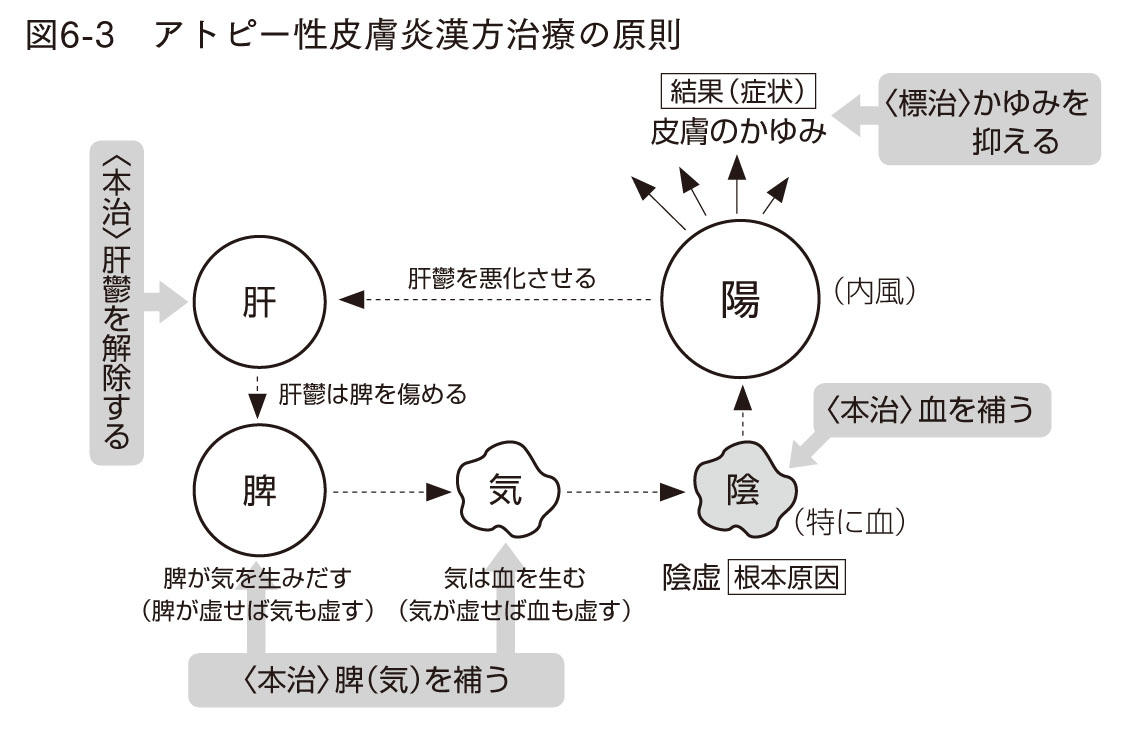 図6-3　アトピー性皮膚炎漢方治療の原則
結果（症状）
皮膚のかゆみ
〈標治〉かゆみを
抑える
〈本治〉肝鬱を解除する
肝
肝鬱を悪化させる
陽
（内風）
肝鬱は脾を傷める
〈本治〉血を補う
脾
気
陰
（特に血）
脾が気を生みだす
（脾が虚せば気も虚す）
気は血を生む
（気が虚せば血も虚す）
陰虚 根本原因
〈本治〉脾（気）を補う